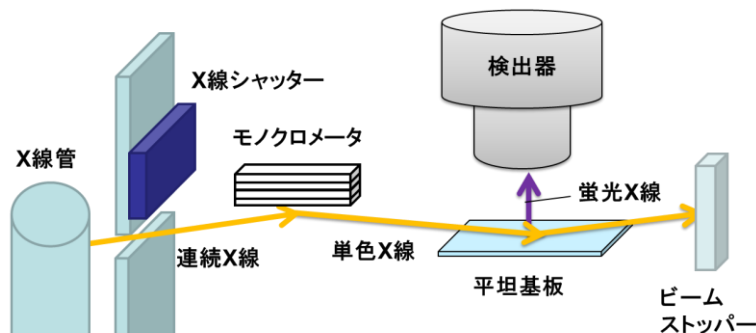 X線シャッター
検出器
モノクロメータ
X線管
蛍光X線
連続X線
単色X線
平坦基板
ビーム
ストッパー